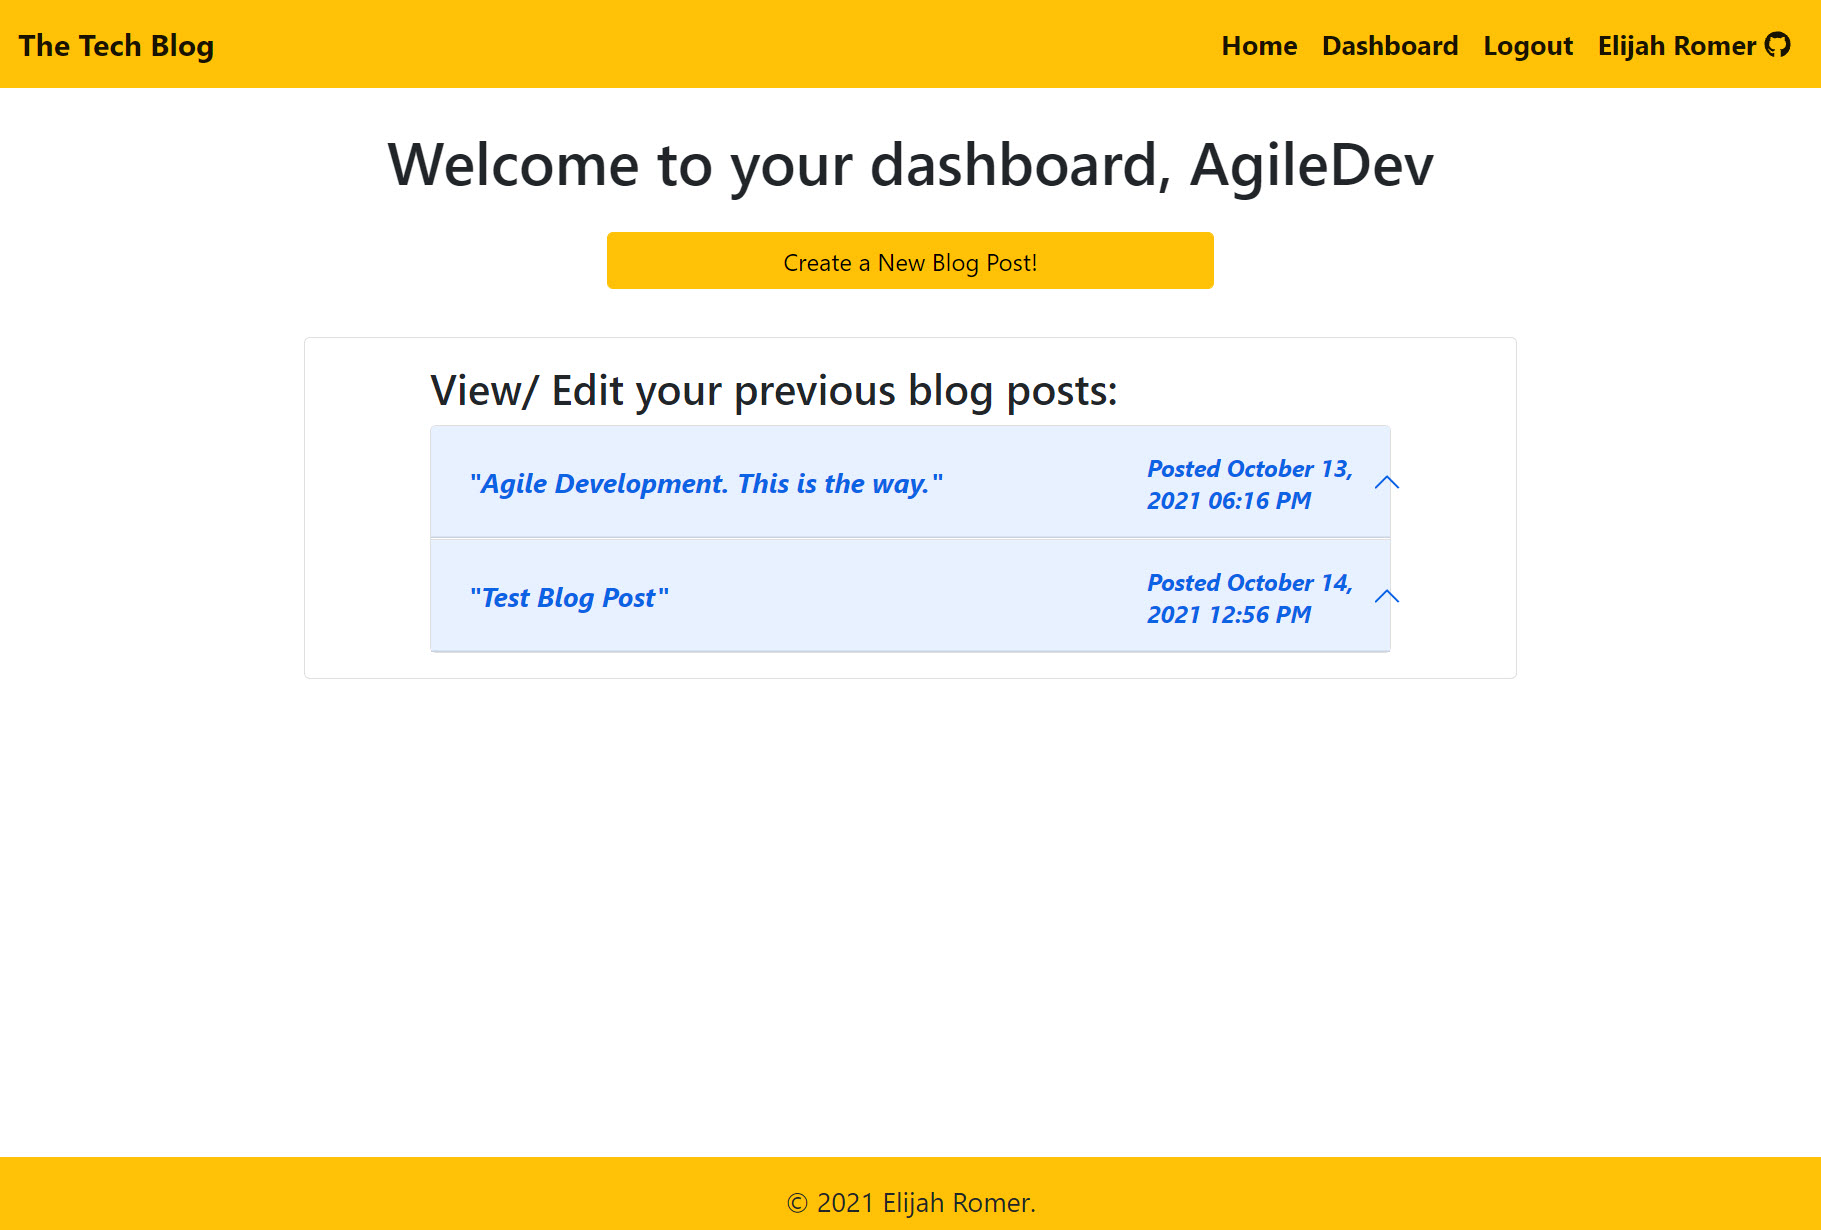 The Tech Blog
Home Dashboard Logout Elijah Romer
Welcome to your dashboard, AgileDev
Create a New Blog Post!
View/ Edit your previous blog posts:
"Agile Development. This is the way."
Posted October 13,
2021 06:16 PM
"Test Blog Post"
Posted October 14,
2021 12:56 PM
© 2021 Elijah Romer.